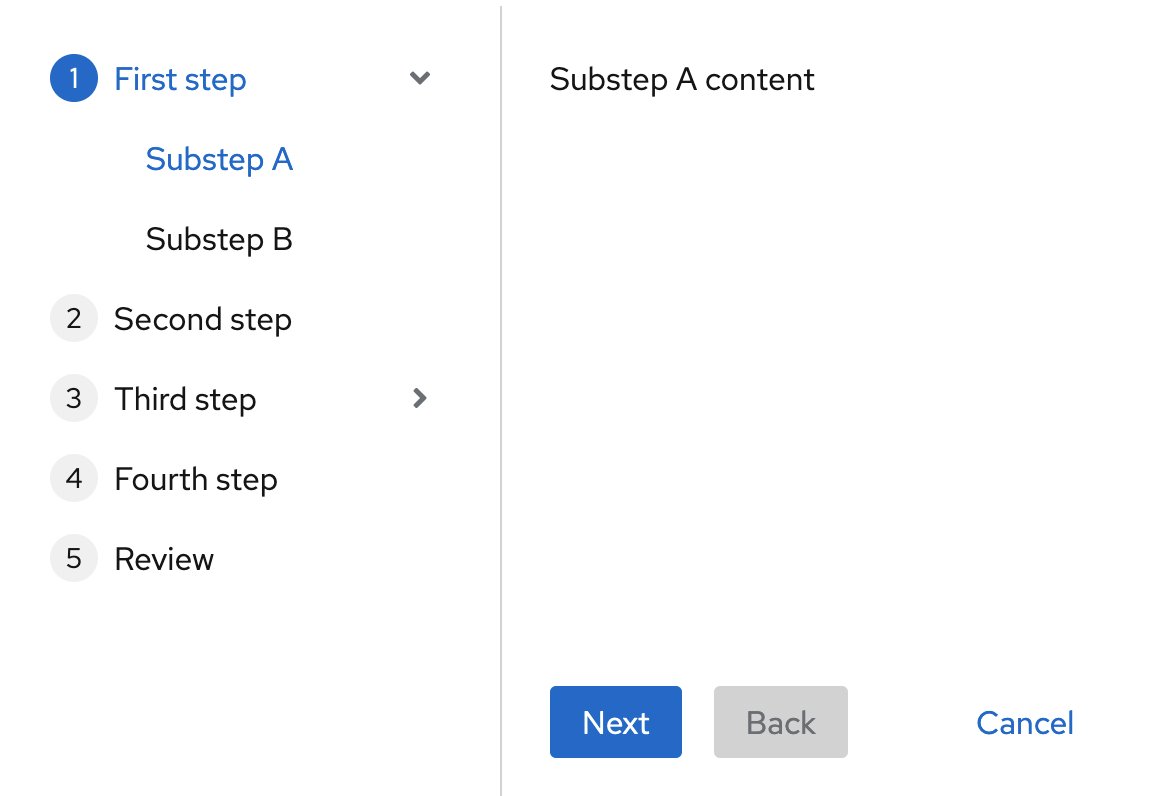 1 First step
Substep A
Substep B
2 Second step
3 Third step
4 Fourth step
5 Review
Substep A content
Next Back Cancel